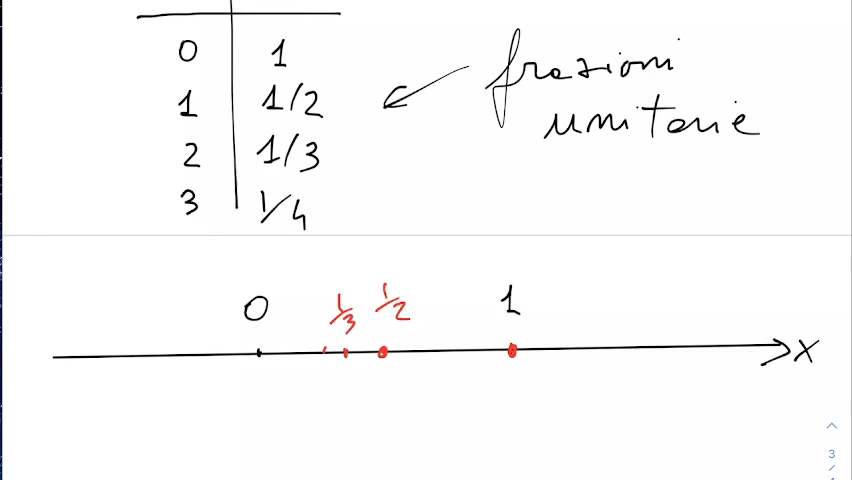 0 1
1 1/2
2 1/3
3 1/4
frazioni
unitarie
0 1/3 1/2 1
x
3
/